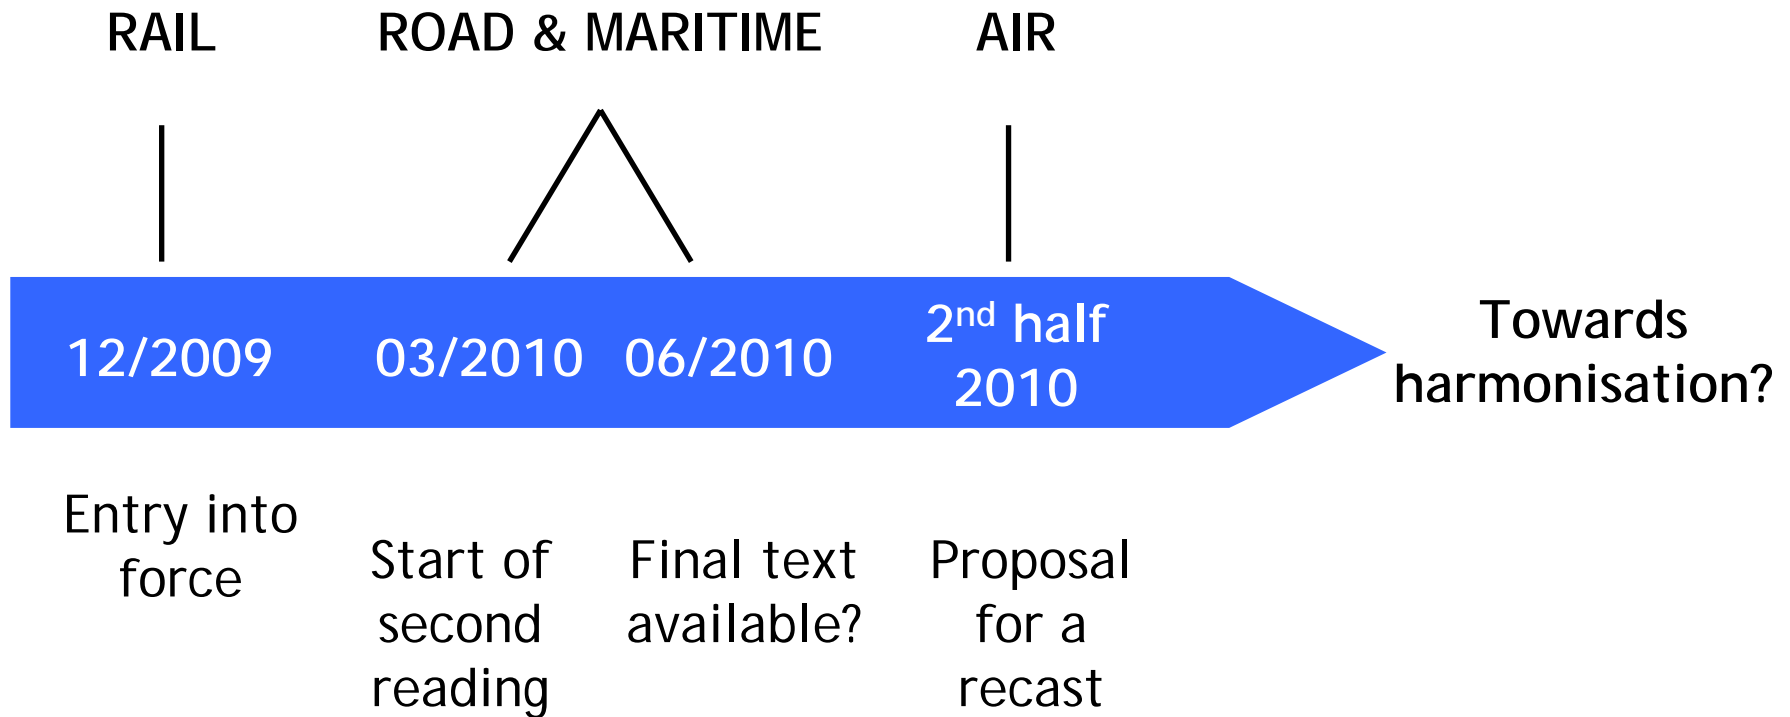 RAIL ROAD & MARITIME AIR
12/2009 03/2010 06/2010 2nd half
2010
Towards
harmonisation?
Entry into
force
Start of
second
reading
Final text
available?
Proposal
for a
recast